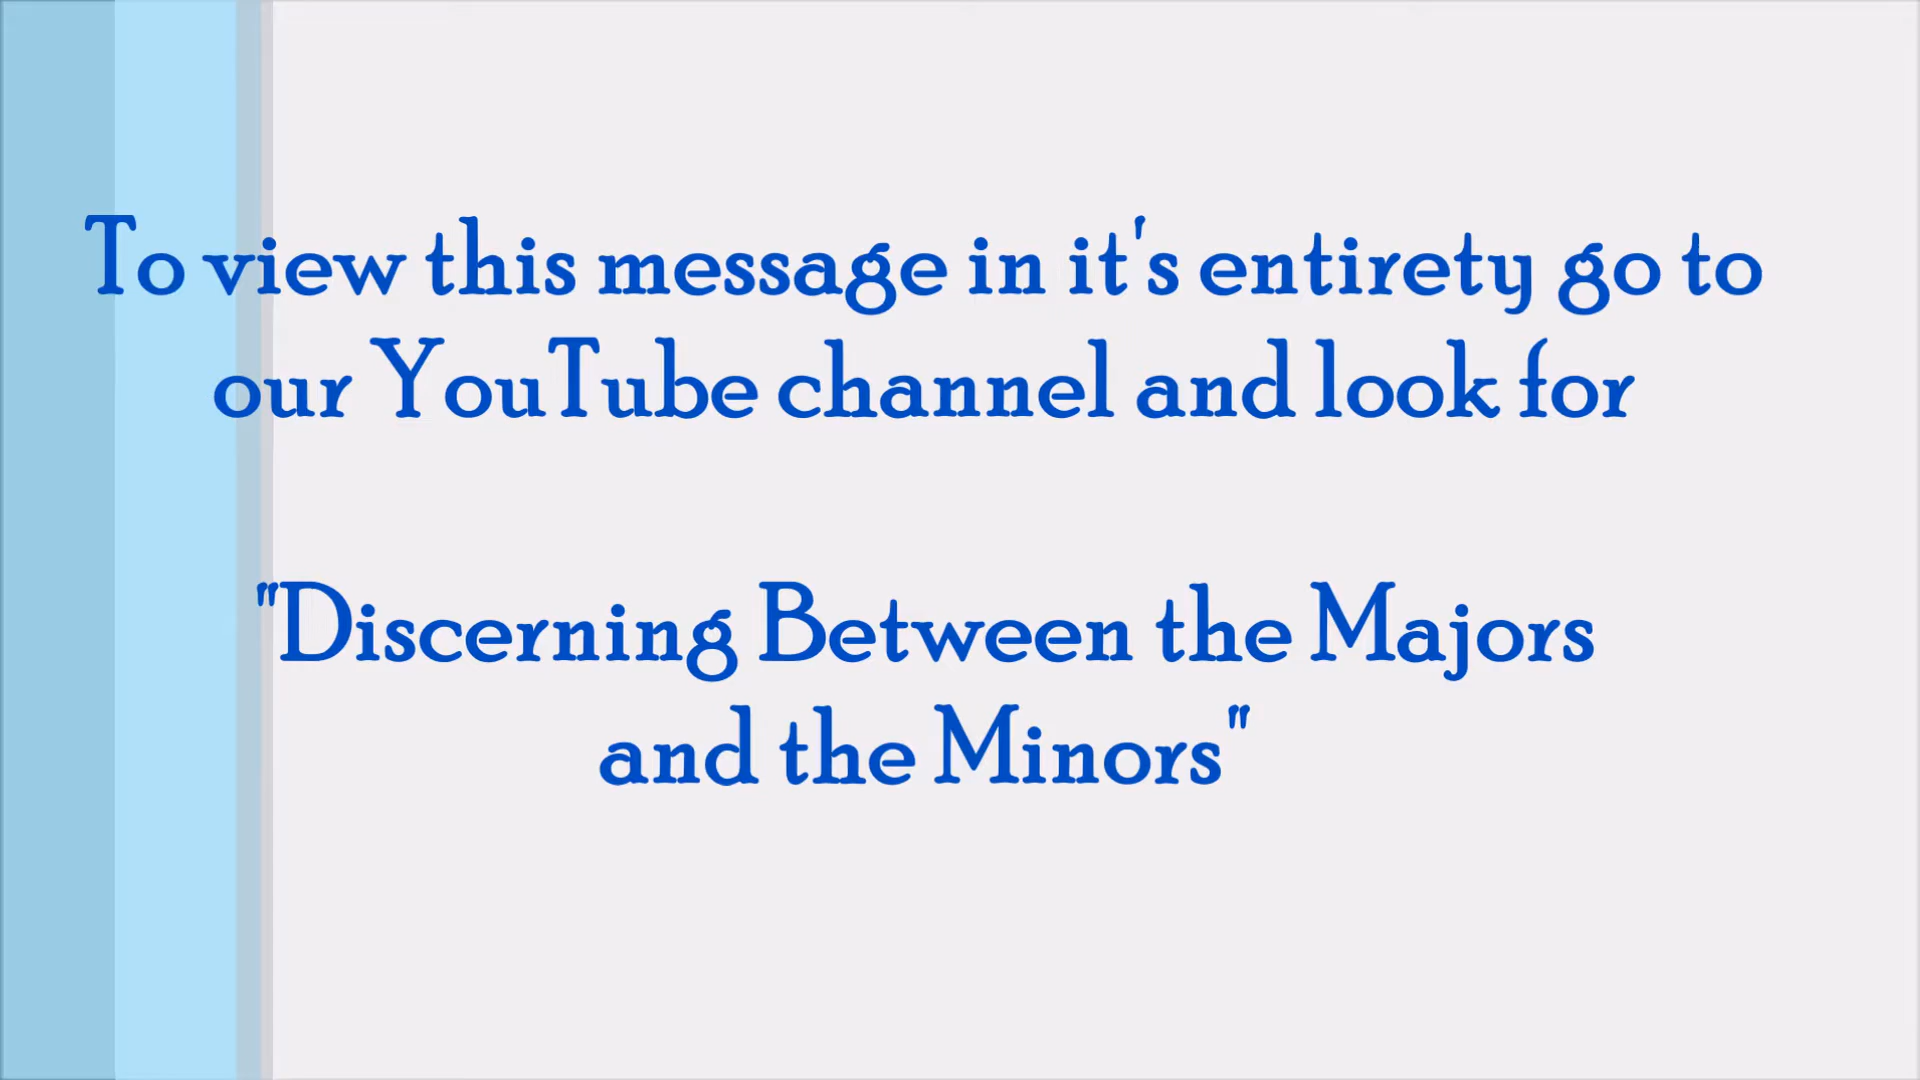 To view this message in it's entirety go to
our YouTube channel and look for
"Discerning Between the Majors
and the Minors"